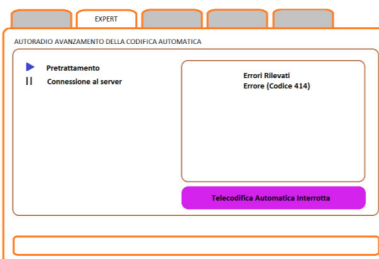 EXPERT
AUTORADIO AVANZAMENTO DELLA CODIFICA AUTOMATICA
Pretrattamento
Connessione al server
Errori Rilevati
Errore (Codice 414)
Telecodifica Automatica Interrotta